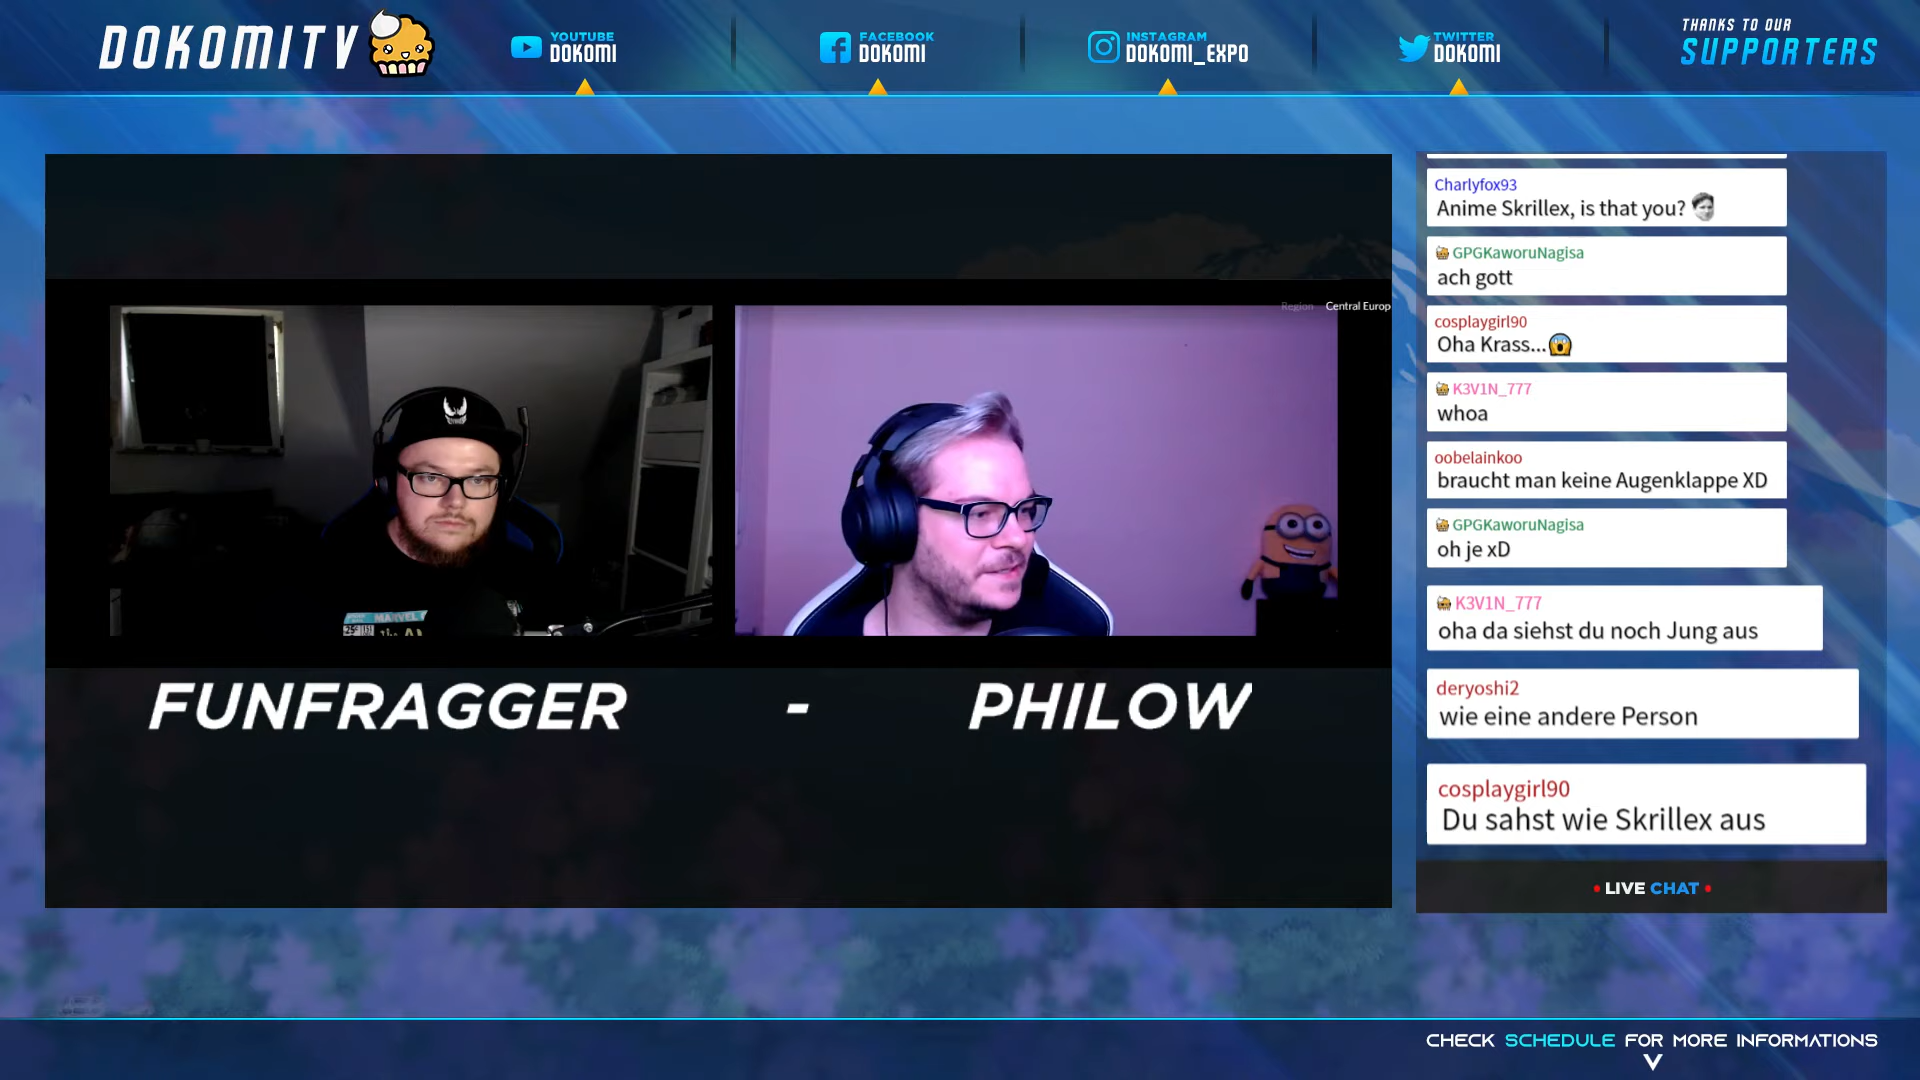 DOKOMITV
YOUTUBE
DOKOMI
FACEBOOK
DOKOMI
INSTAGRAM
DOKOMI_EXPO
TWITTER
DOKOMI
THANKS TO OUR
SUPPORTERS
Region Central Europ
MARVEL
25¢
FUNFRAGGER - PHILOW
Charlyfox93
Anime Skrillex, is that you?
GPGKaworuNagisa
ach gott
cosplaygirl90
Oha Krass...
K3V1N_777
whoa
oobelainkoo
braucht man keine Augenklappe XD
GPGKaworuNagisa
oh je xD
K3V1N_777
oha da siehst du noch Jung aus
deryoshi2
wie eine andere Person
cosplaygirl90
Du sahst wie Skrillex aus
• LIVE CHAT •
CHECK SCHEDULE FOR MORE INFORMATIONS